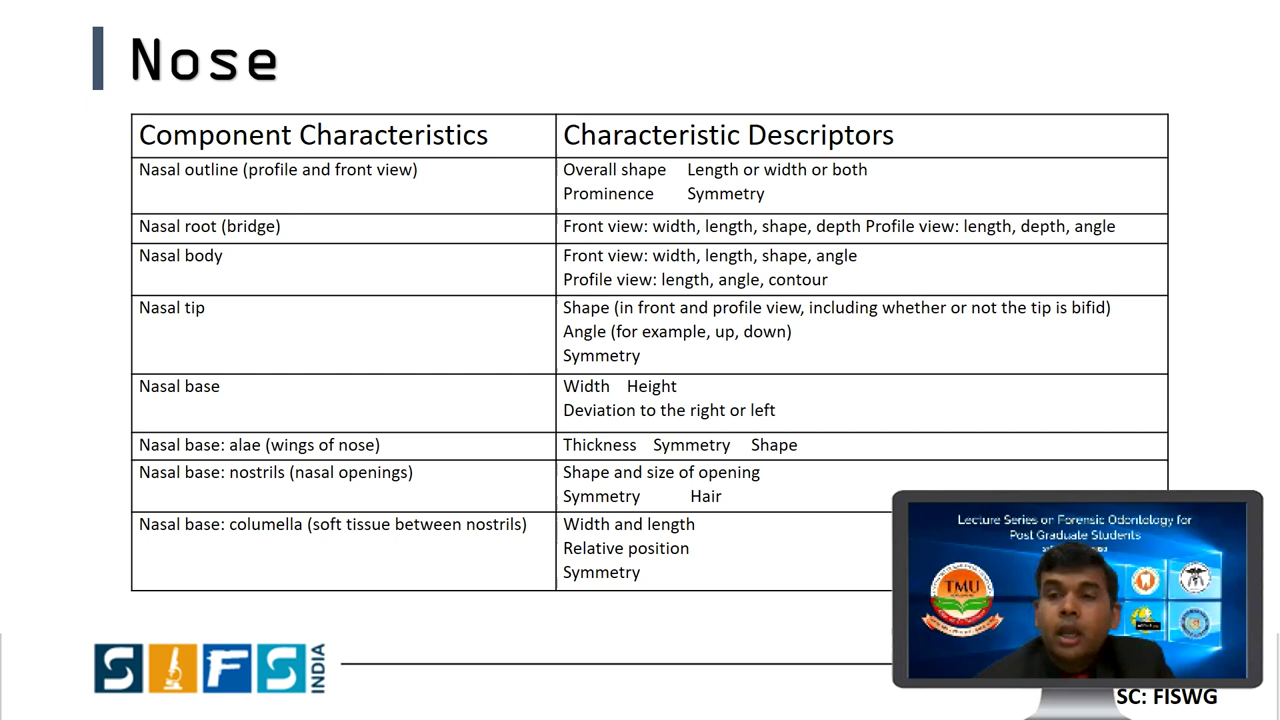 Nose
Component Characteristics
Characteristic Descriptors
Nasal outline (profile and front view)
Overall shape Length or width or both
Prominence Symmetry
Nasal root (bridge)
Front view: width, length, shape, depth Profile view: length, depth, angle
Nasal body
Front view: width, length, shape, angle
Profile view: length, angle, contour
Nasal tip
Shape (in front and profile view, including whether or not the tip is bifid)
Angle (for example, up, down)
Symmetry
Nasal base
Width Height
Deviation to the right or left
Nasal base: alae (wings of nose)
Thickness Symmetry Shape
Nasal base: nostrils (nasal openings)
Shape and size of opening
Symmetry Hair
Nasal base: columella (soft tissue between nostrils)
Width and length
Relative position
Symmetry
Lecture Series on Forensic Odontology for
Post Graduate Students
TMU
SIFS
INDIA
SC: FISWG